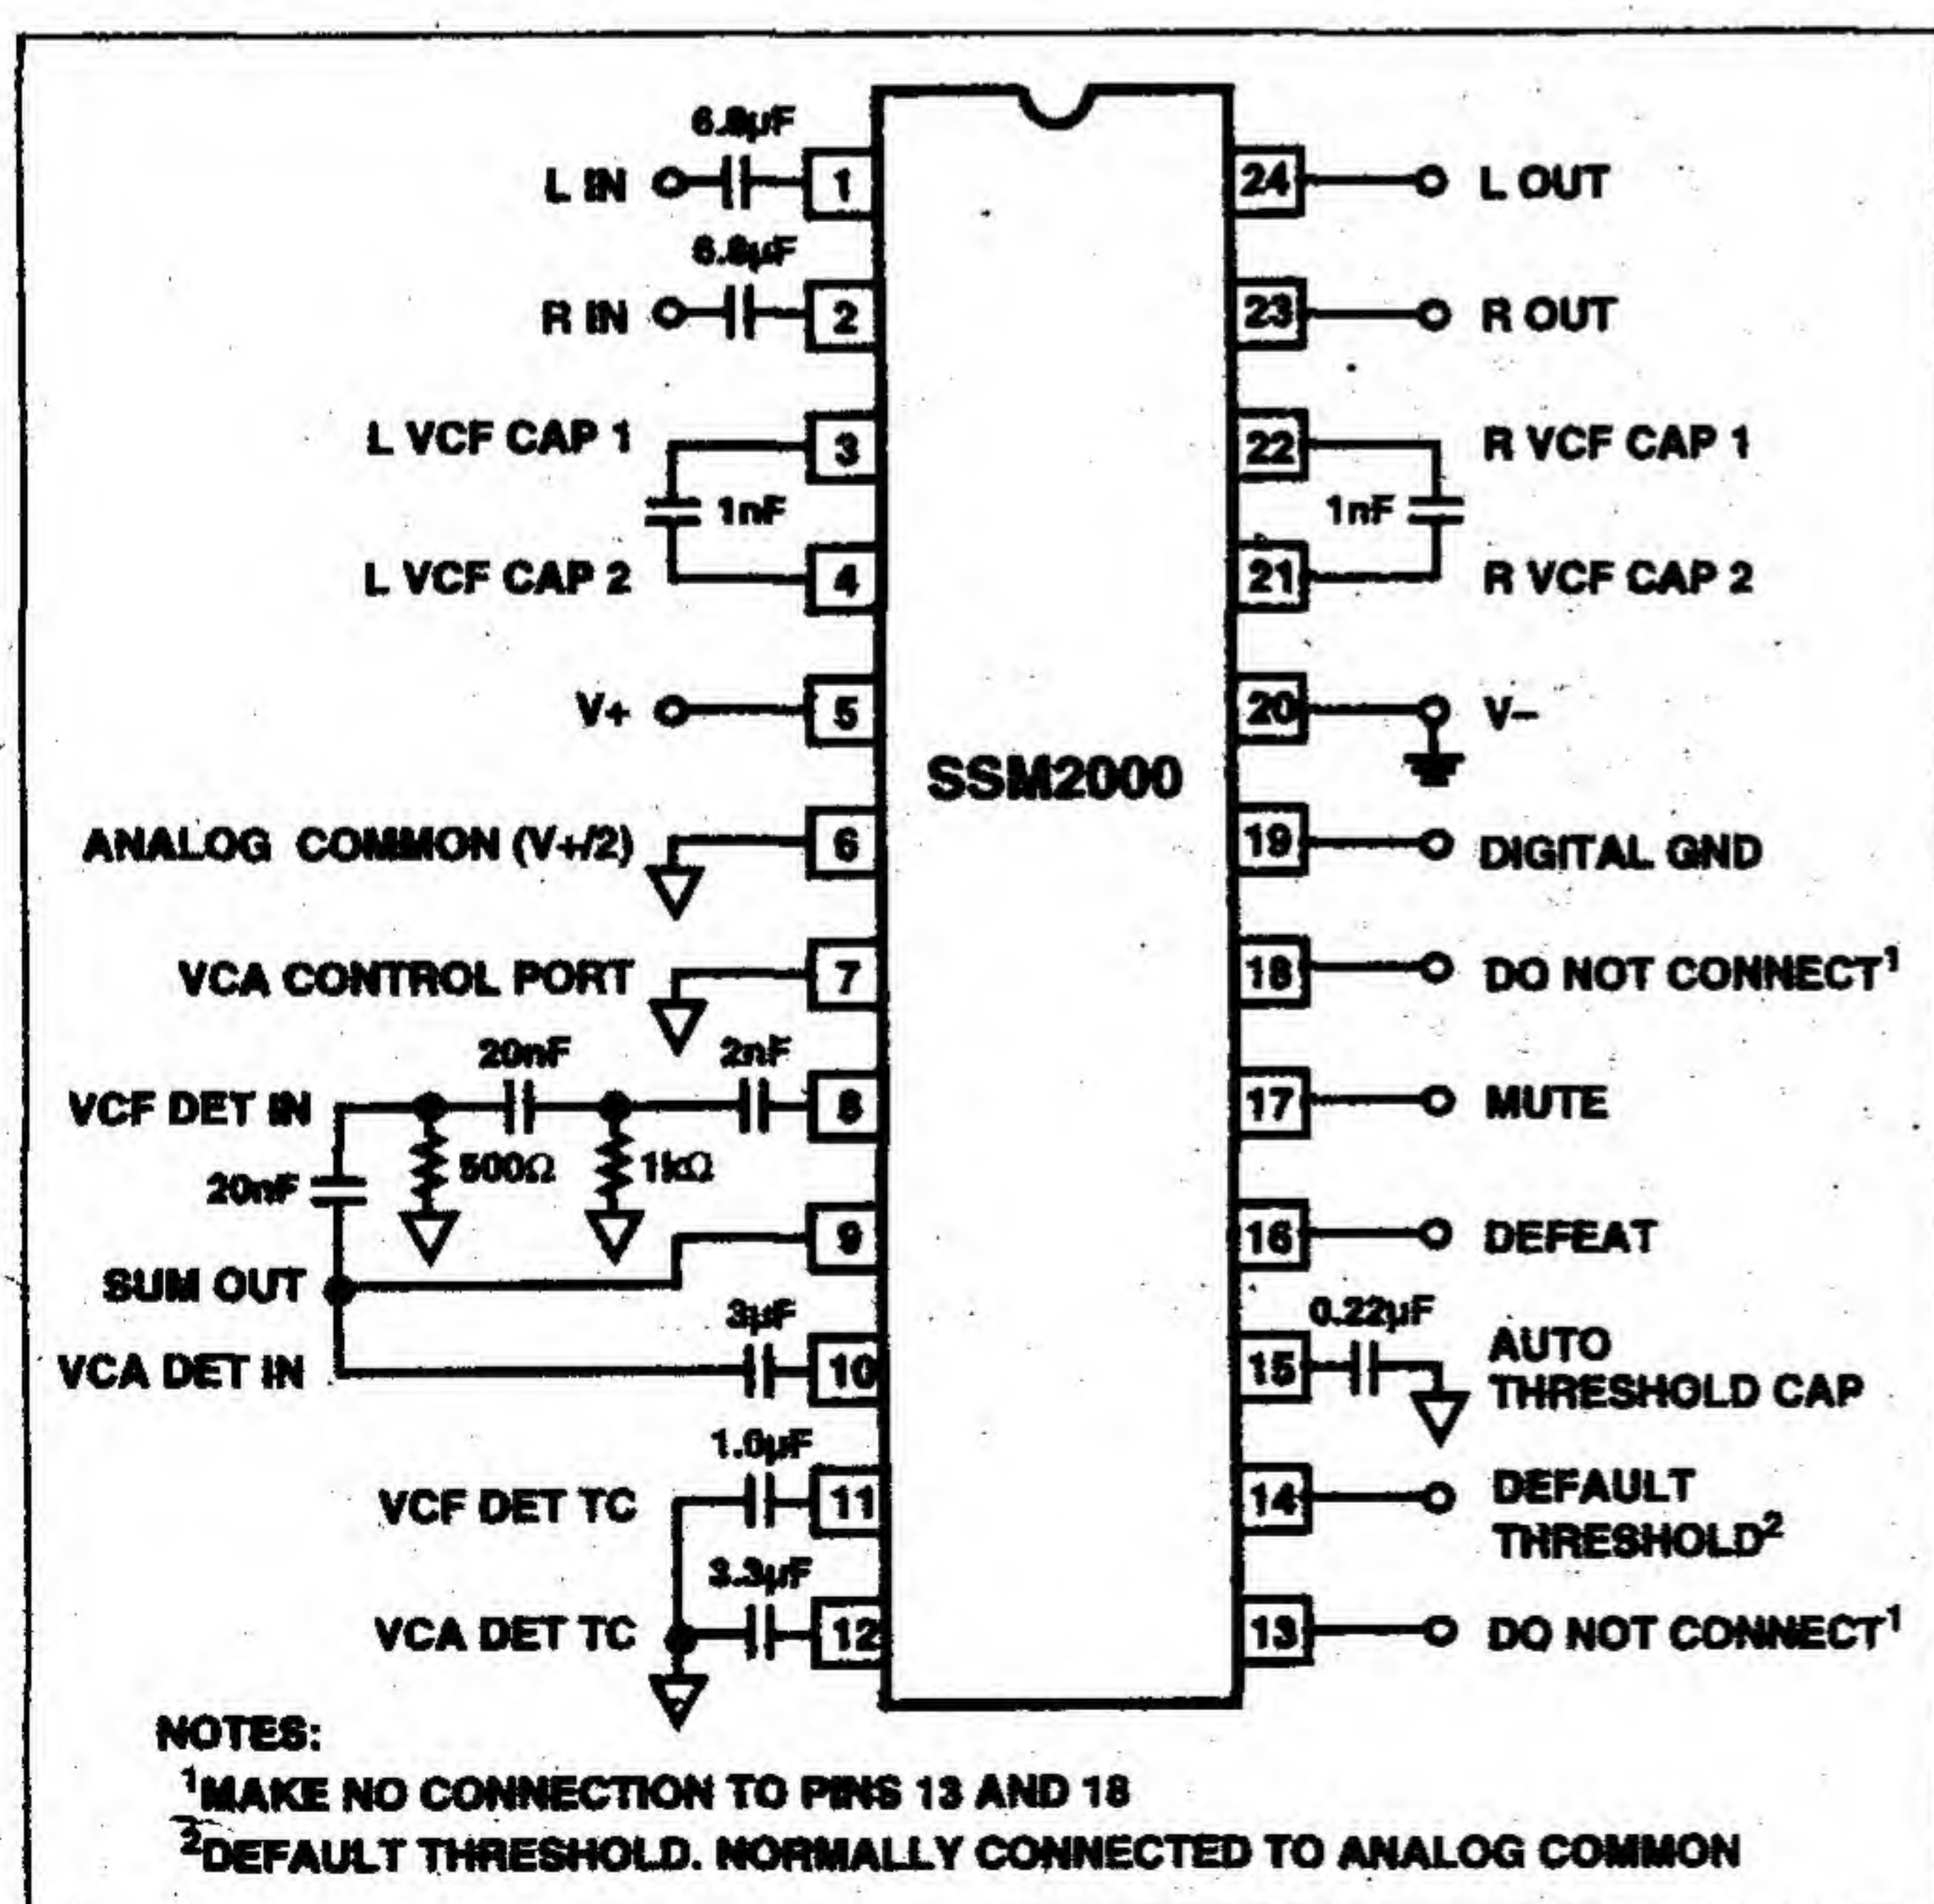 6.8µF
L IN
1
24
L OUT
6.8µF
R IN
2
23
R OUT
L VCF CAP 1
3
22
R VCF CAP 1
1nF
1nF
L VCF CAP 2
4
21
R VCF CAP 2
V+
5
20
V–
SSM2000
ANALOG COMMON (V+/2)
6
19
DIGITAL GND
VCA CONTROL PORT
7
18
DO NOT CONNECT¹
20nF
2nF
VCF DET IN
8
17
MUTE
500Ω
1kΩ
20nF
9
16
DEFEAT
SUM OUT
3µF
0.22µF
VCA DET IN
10
15
AUTO
THRESHOLD CAP
1.0µF
VCF DET TC
11
14
DEFAULT
THRESHOLD²
3.3µF
VCA DET TC
12
13
DO NOT CONNECT¹
NOTES:
¹MAKE NO CONNECTION TO PINS 13 AND 18
²DEFAULT THRESHOLD. NORMALLY CONNECTED TO ANALOG COMMON